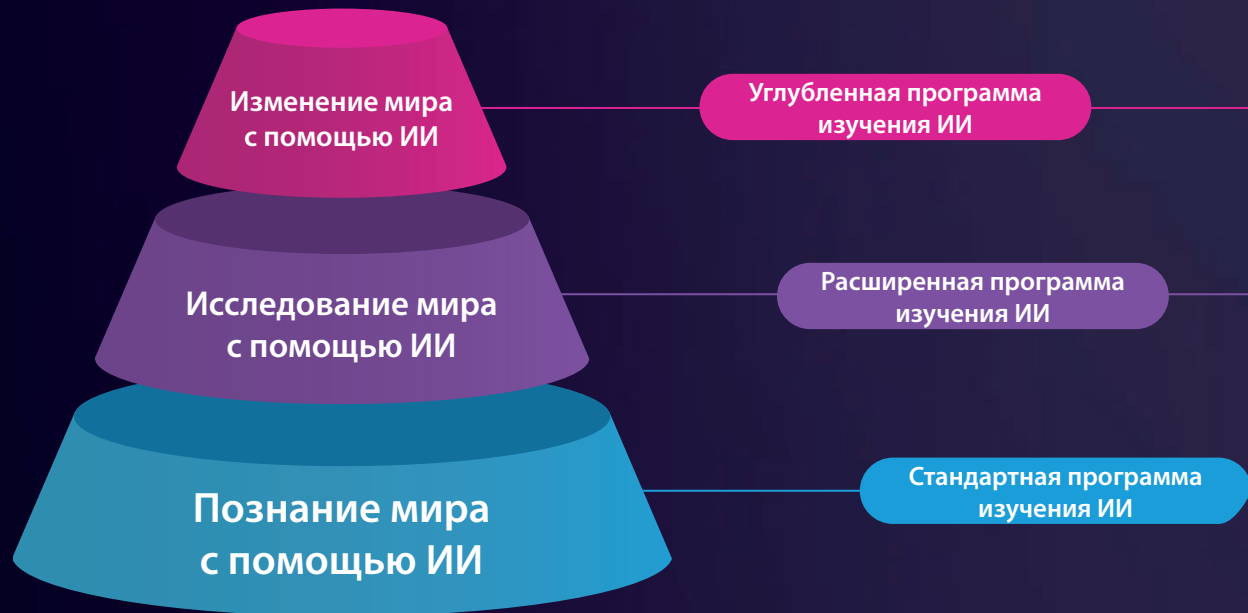 Изменение мира
с помощью ИИ
Углубленная программа
изучения ИИ
Исследование мира
с помощью ИИ
Расширенная программа
изучения ИИ
Познание мира
с помощью ИИ
Стандартная программа
изучения ИИ